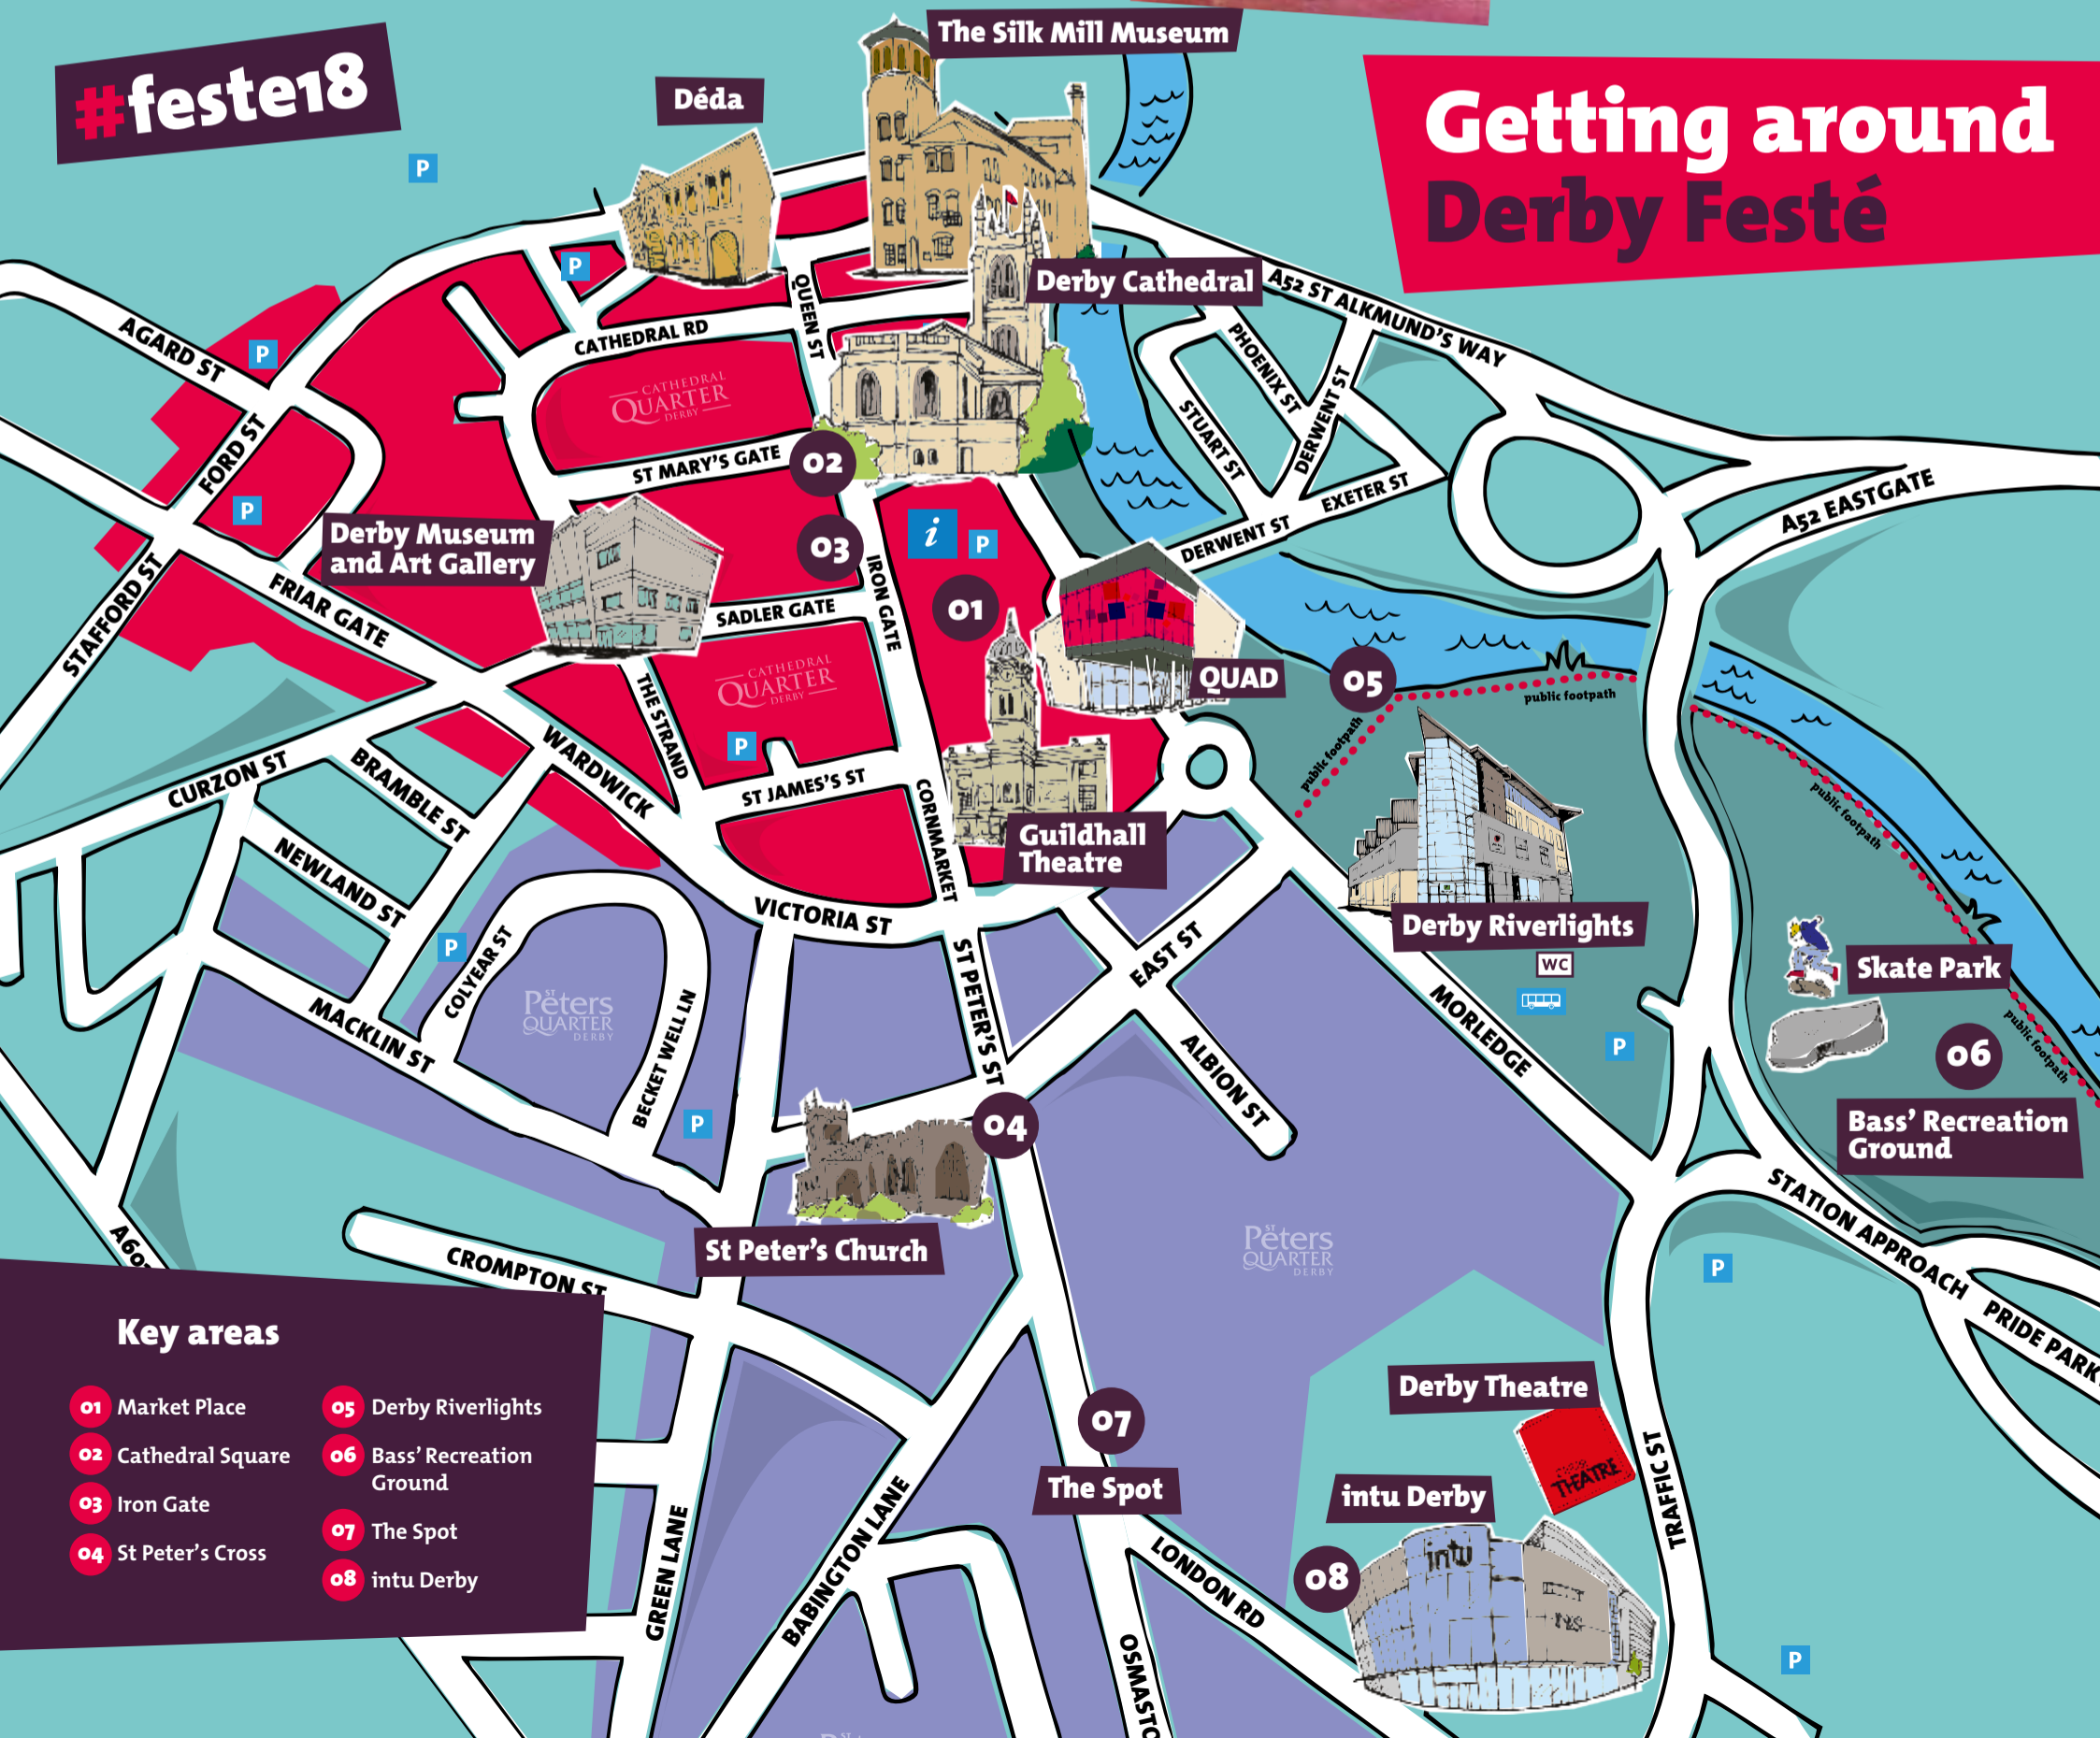 #feste18
The Silk Mill Museum
Déda
Getting around
Derby Festé
P
P
P
P
Derby Cathedral
A52 ST ALKMUND'S WAY
AGARD ST
QUEEN ST
CATHEDRAL RD
PHOENIX ST
DERWENT ST
STUART ST
CATHEDRAL
QUARTER
DERBY
FORD ST
ST MARY'S GATE
02
EXETER ST
A52 EASTGATE
DERWENT ST
Derby Museum
and Art Gallery
03
i
P
IRON GATE
01
STAFFORD ST
FRIAR GATE
SADLER GATE
CATHEDRAL
QUARTER
DERBY
QUAD
05
public footpath
public footpath
public footpath
THE STRAND
P
WARDWICK
ST JAMES'S ST
CORNMARKET
CURZON ST
BRAMBLE ST
Guildhall
Theatre
NEWLAND ST
VICTORIA ST
P
COLYEAR ST
ST PETER'S ST
EAST ST
Derby Riverlights
WC
P
Skate Park
public footpath
06
Bass' Recreation
Ground
ST
Peters
QUARTER
DERBY
MACKLIN ST
BECKET WELL LN
P
ALBION ST
MORLEDGE
04
St Peter's Church
STATION APPROACH
PRIDE PARK
P
ST
Peters
QUARTER
DERBY
CROMPTON ST
Key areas
01 Market Place
02 Cathedral Square
03 Iron Gate
04 St Peter's Cross
05 Derby Riverlights
06 Bass' Recreation
Ground
07 The Spot
08 intu Derby
07
The Spot
Derby Theatre
THEATRE
intu Derby
intu
08
TRAFFIC ST
GREEN LANE
BABINGTON LANE
LONDON RD
OSMASTO
P